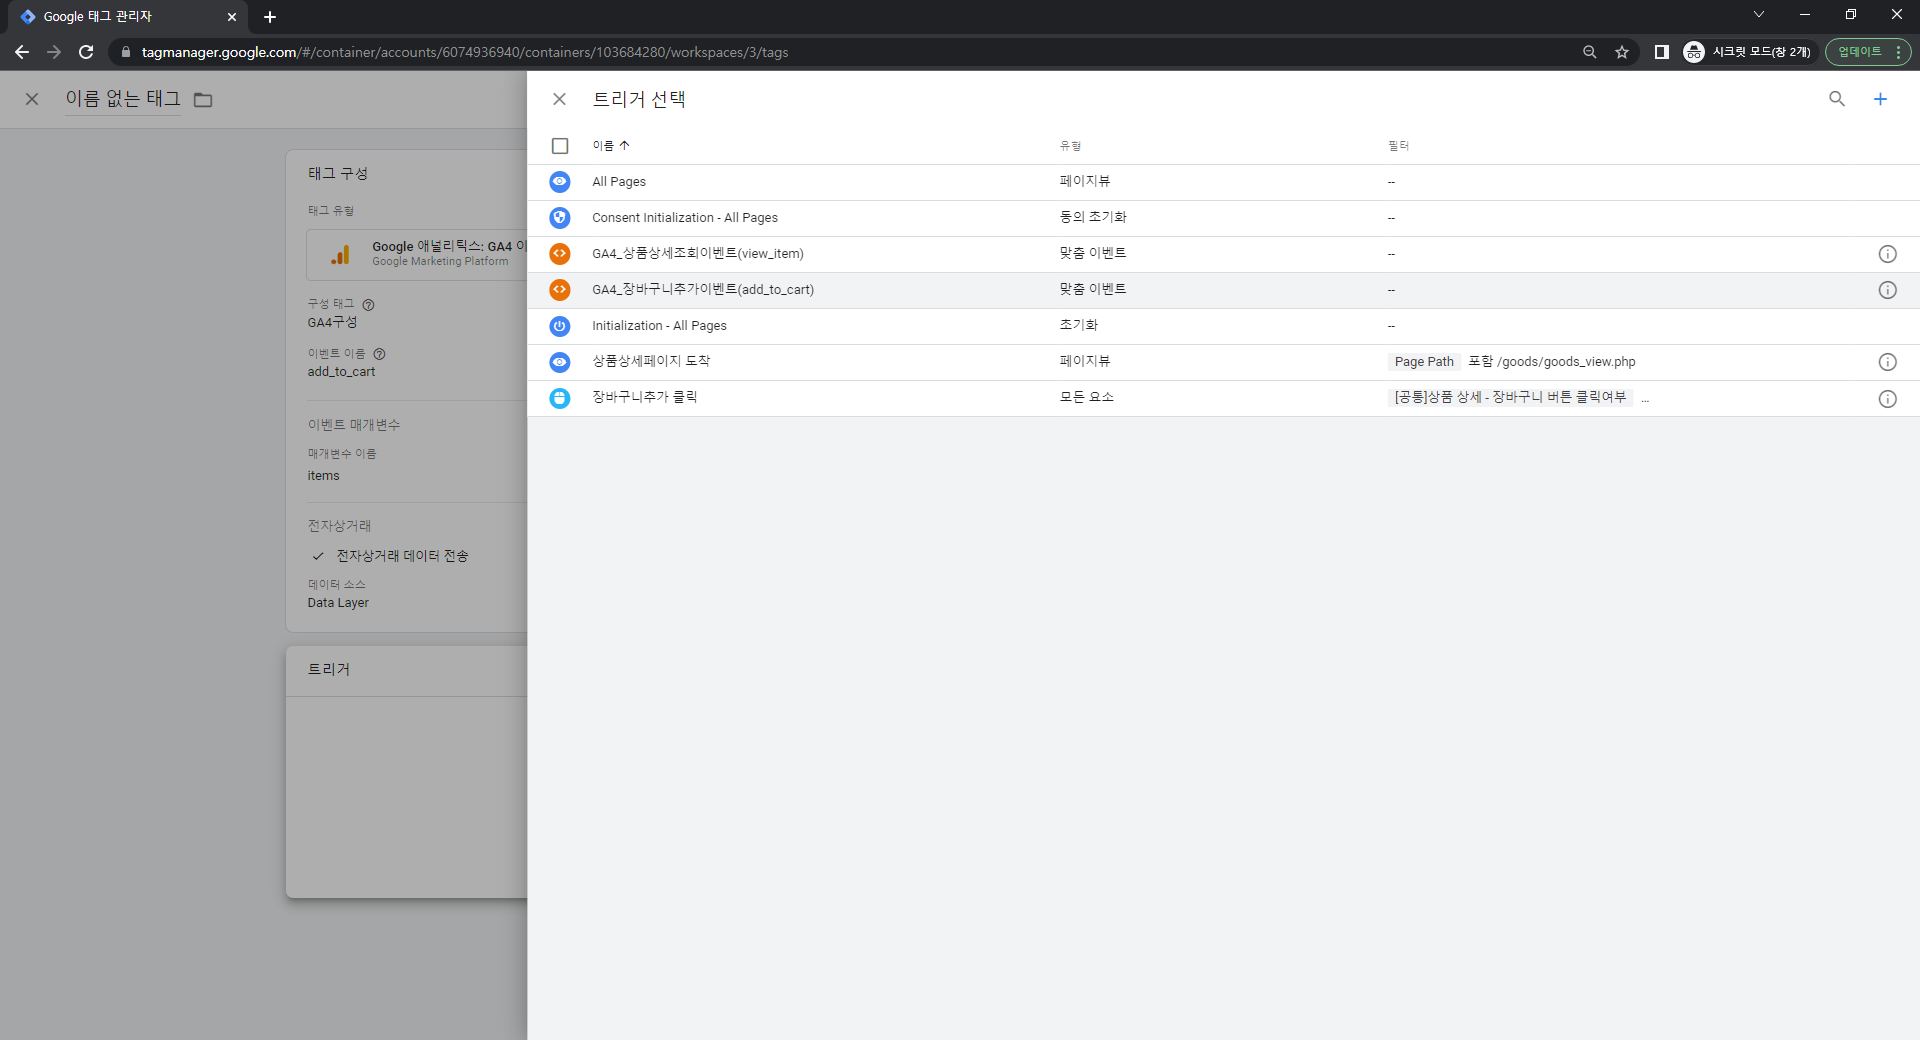 Google 태그 관리자
tagmanager.google.com/#/container/accounts/6074936940/containers/103684280/workspaces/3/tags
시크릿 모드(창 2개)
업데이트
이름 없는 태그
태그 구성
태그 유형
Google 애널리틱스: GA4 이
Google Marketing Platform
구성 태그
GA4구성
이벤트 이름
add_to_cart
이벤트 매개변수
매개변수 이름
items
전자상거래
전자상거래 데이터 전송
데이터 소스
Data Layer
트리거
트리거 선택
이름 유형 필터
All Pages 페이지뷰 --
Consent Initialization - All Pages 동의 초기화 --
GA4_상품상세조회이벤트(view_item) 맞춤 이벤트 --
GA4_장바구니추가이벤트(add_to_cart) 맞춤 이벤트 --
Initialization - All Pages 초기화 --
상품상세페이지 도착 페이지뷰 Page Path 포함 /goods/goods_view.php
장바구니추가 클릭 모든 요소 [공통]상품 상세 - 장바구니 버튼 클릭여부 ...